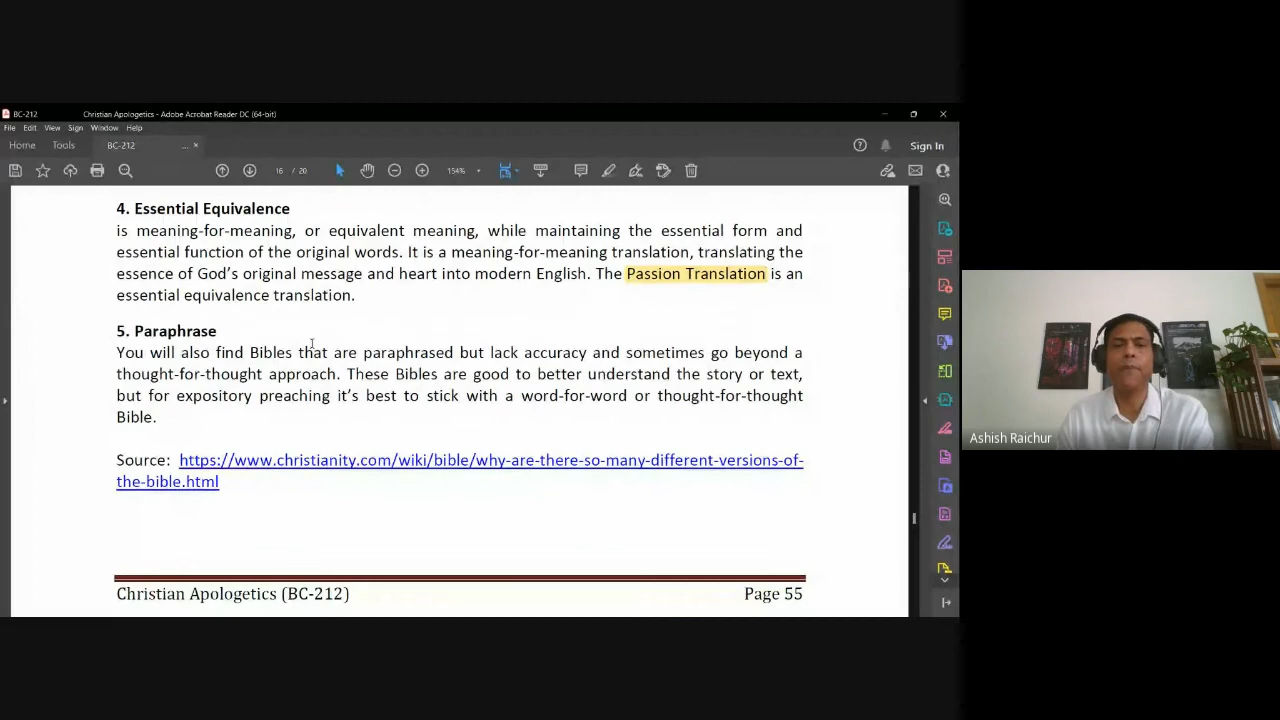 BC-212 Christian Apologetics - Adobe Acrobat Reader DC (64-bit)
File Edit View Sign Window Help
Home Tools BC-212 ... × Sign In
16 / 20 154%
4. Essential Equivalence
is meaning-for-meaning, or equivalent meaning, while maintaining the essential form and
essential function of the original words. It is a meaning-for-meaning translation, translating the
essence of God's original message and heart into modern English. The Passion Translation is an
essential equivalence translation.
5. Paraphrase
You will also find Bibles that are paraphrased but lack accuracy and sometimes go beyond a
thought-for-thought approach. These Bibles are good to better understand the story or text,
but for expository preaching it's best to stick with a word-for-word or thought-for-thought
Bible.
Source: https://www.christianity.com/wiki/bible/why-are-there-so-many-different-versions-of-
the-bible.html
Christian Apologetics (BC-212) Page 55
Ashish Raichur